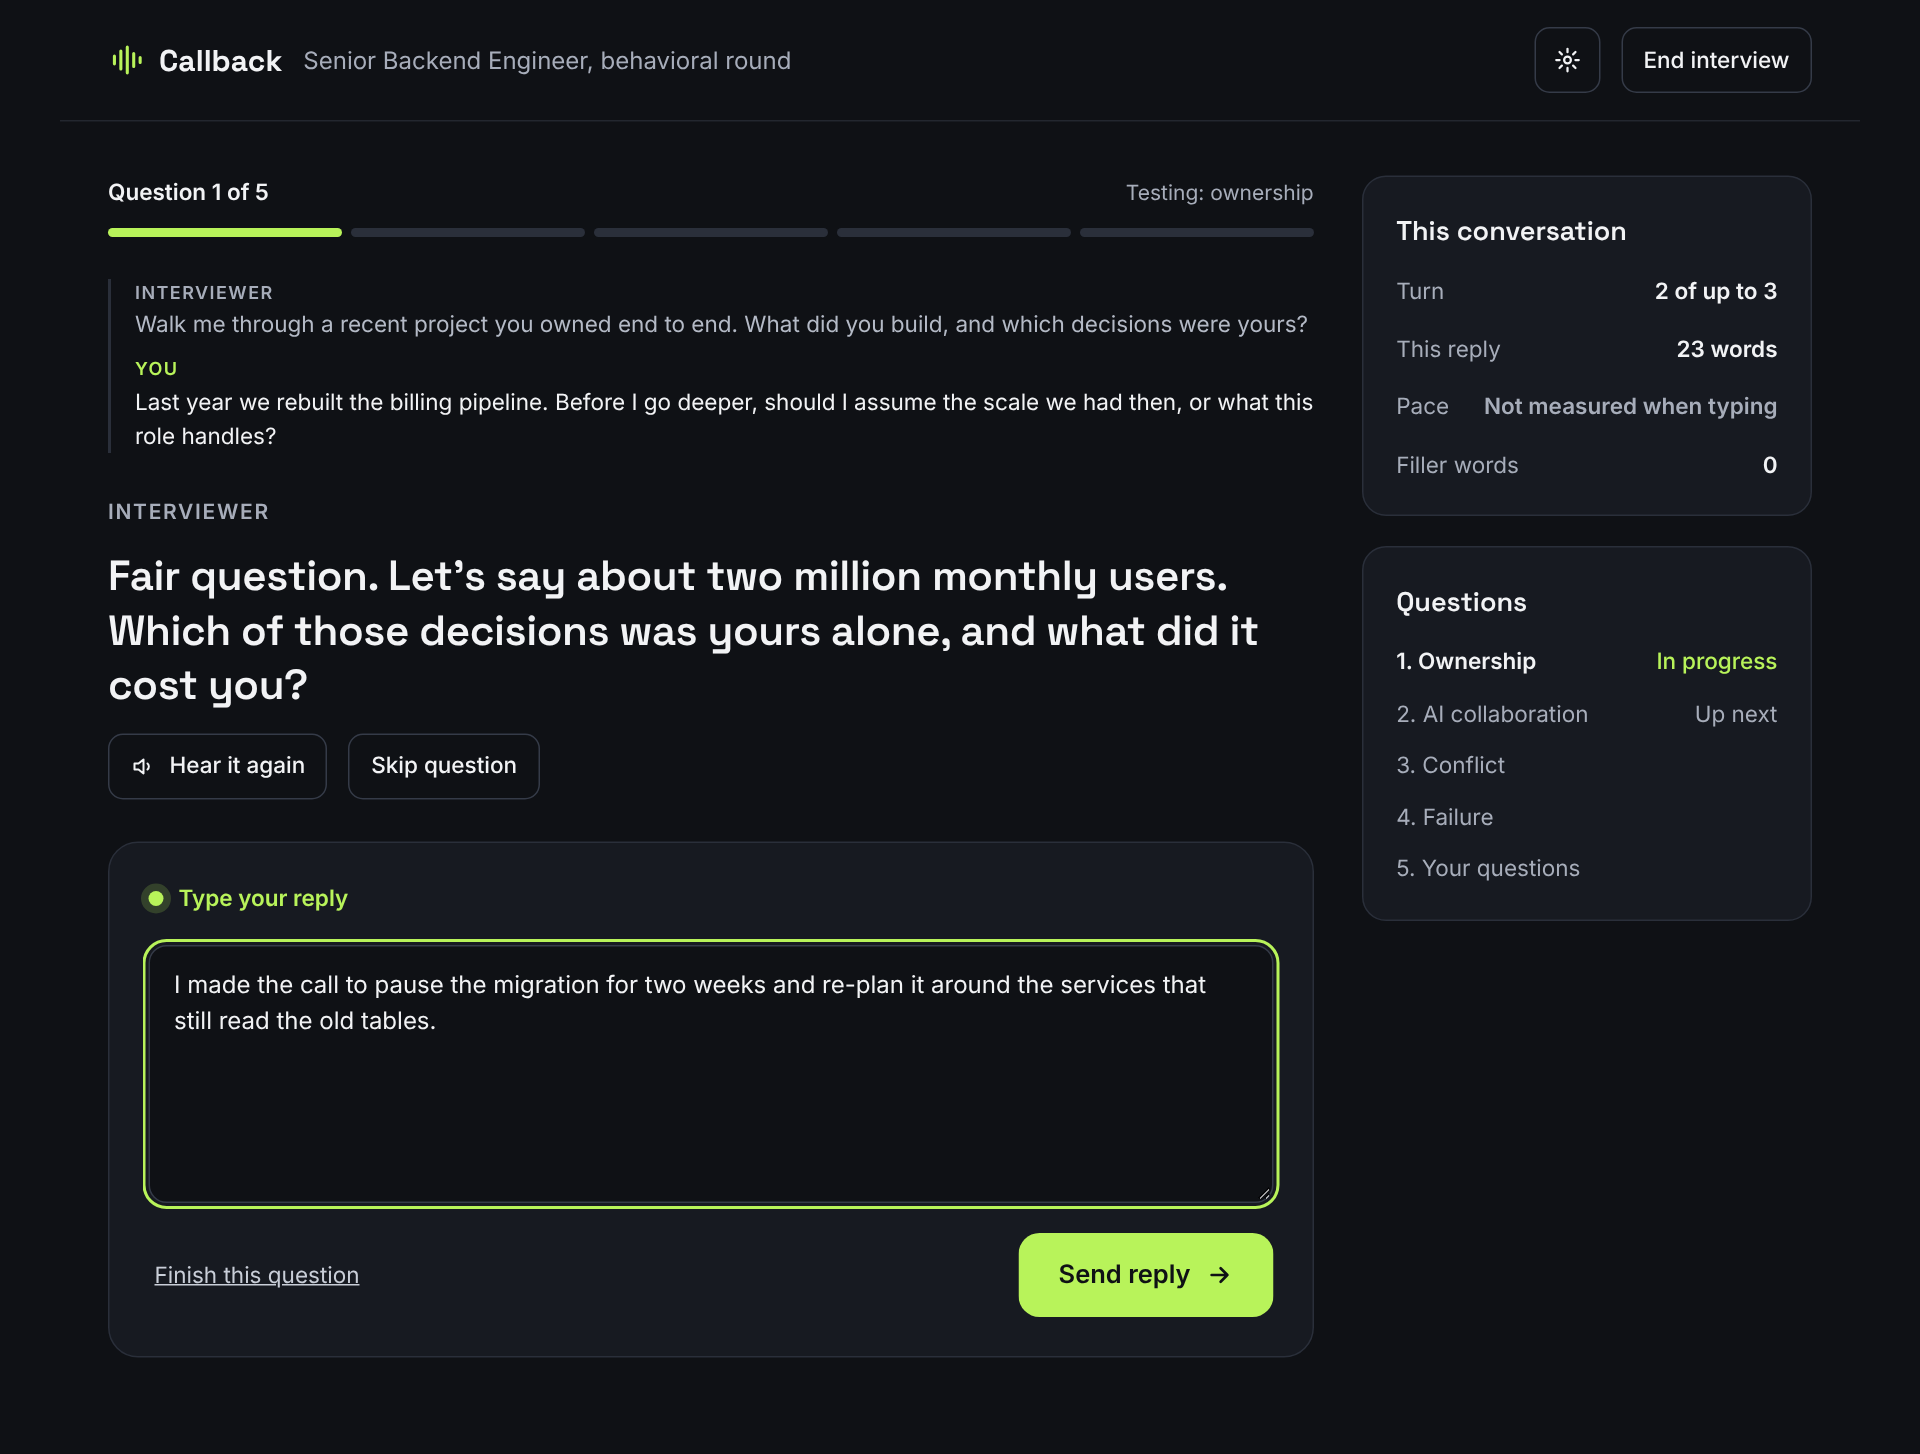 Callback
Senior Backend Engineer, behavioral round
End interview
Question 1 of 5
Testing: ownership
INTERVIEWER
Walk me through a recent project you owned end to end. What did you build, and which decisions were yours?
YOU
Last year we rebuilt the billing pipeline. Before I go deeper, should I assume the scale we had then, or what this
role handles?
INTERVIEWER
Fair question. Let’s say about two million monthly users.
Which of those decisions was yours alone, and what did it
cost you?
Hear it again
Skip question
Type your reply
I made the call to pause the migration for two weeks and re-plan it around the services that
still read the old tables.
Finish this question
Send reply →
This conversation
Turn 2 of up to 3
This reply 23 words
Pace Not measured when typing
Filler words 0
Questions
1. Ownership In progress
2. AI collaboration Up next
3. Conflict
4. Failure
5. Your questions